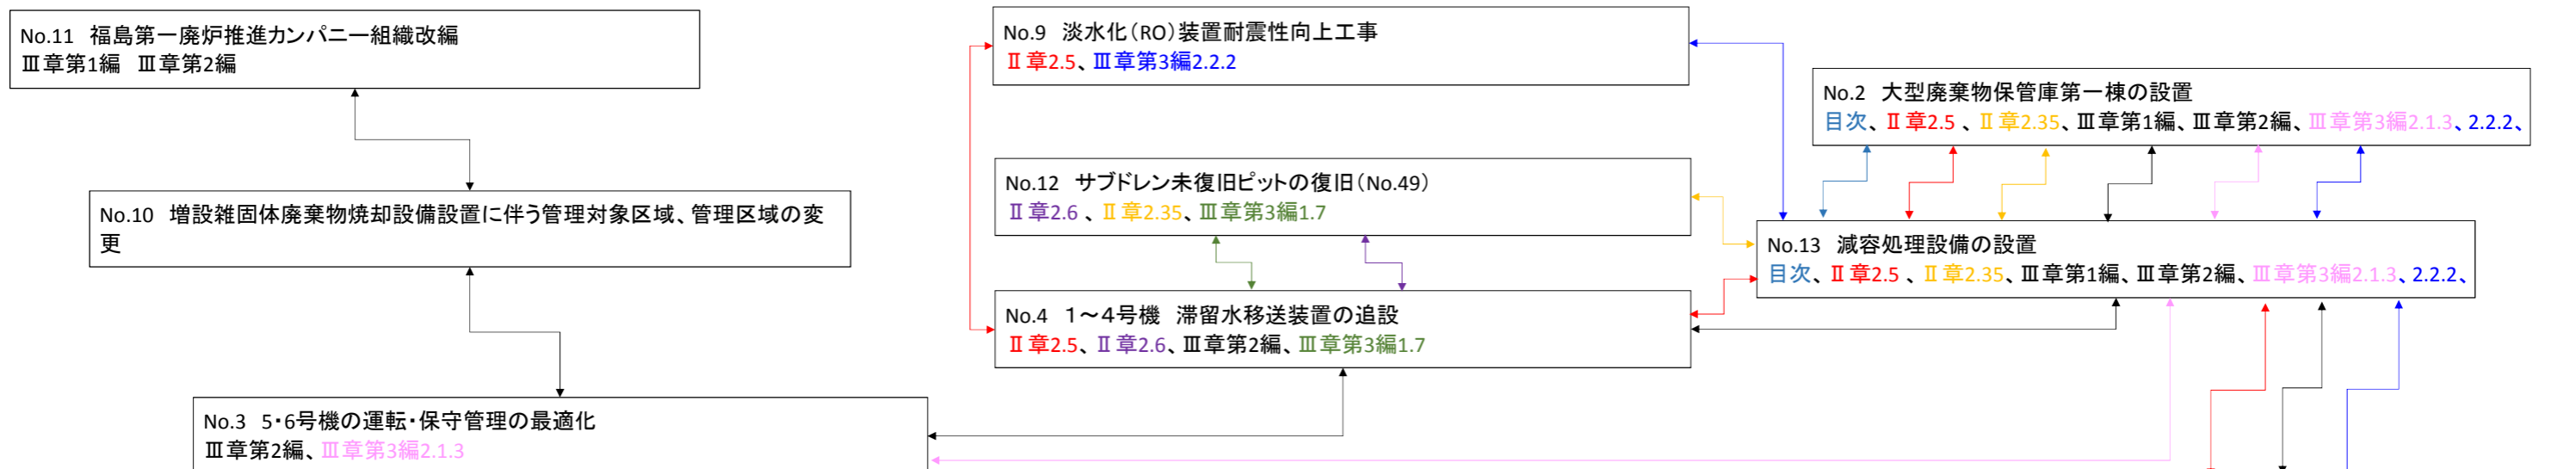 No.11 福島第一廃炉推進カンパニー組織改編
Ⅲ章第1編 Ⅲ章第2編
No.9 淡水化(RO)装置耐震性向上工事
Ⅱ章2.5、Ⅲ章第3編2.2.2
No.2 大型廃棄物保管庫第一棟の設置
目次、Ⅱ章2.5 、Ⅱ章2.35、Ⅲ章第1編、Ⅲ章第2編、Ⅲ章第3編2.1.3、2.2.2、
No.12 サブドレン未復旧ピットの復旧(No.49)
Ⅱ章2.6 、Ⅱ章2.35、Ⅲ章第3編1.7
No.10 増設雑固体廃棄物焼却設備設置に伴う管理対象区域、管理区域の変
更
No.13 減容処理設備の設置
目次、Ⅱ章2.5 、Ⅱ章2.35、Ⅲ章第1編、Ⅲ章第2編、Ⅲ章第3編2.1.3、2.2.2、
No.4 1~4号機 滞留水移送装置の追設
Ⅱ章2.5、Ⅱ章2.6、Ⅲ章第2編、Ⅲ章第3編1.7
No.3 5・6号機の運転・保守管理の最適化
Ⅲ章第2編、Ⅲ章第3編2.1.3